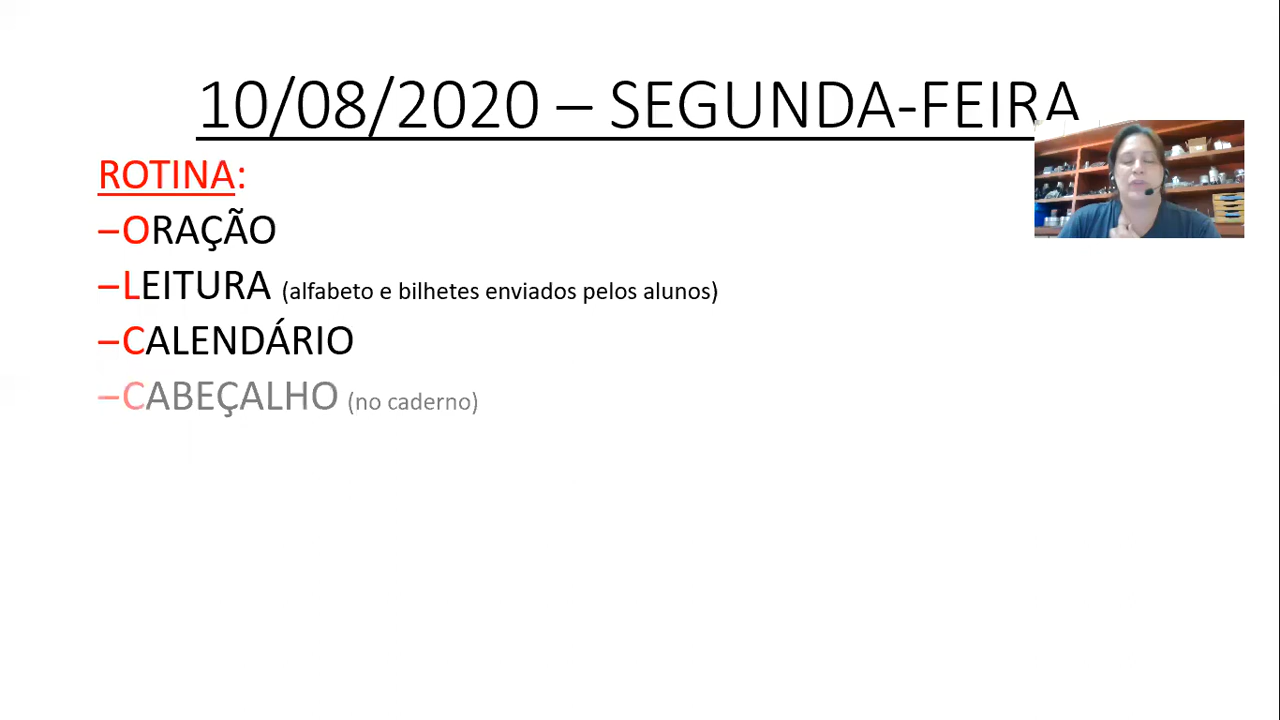 10/08/2020 – SEGUNDA-FEIRA
ROTINA:
–ORAÇÃO
–LEITURA (alfabeto e bilhetes enviados pelos alunos)
–CALENDÁRIO
–CABEÇALHO (no caderno)